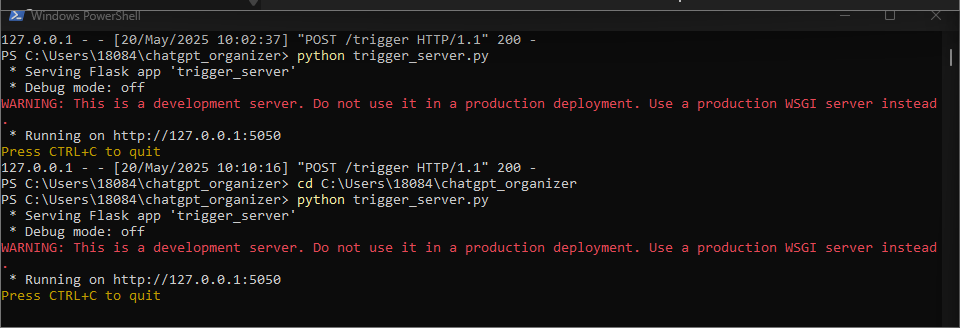 Windows PowerShell
127.0.0.1 - - [20/May/2025 10:02:37] "POST /trigger HTTP/1.1" 200 -
PS C:\Users\18084\chatgpt_organizer> python trigger_server.py
 * Serving Flask app 'trigger_server'
 * Debug mode: off
WARNING: This is a development server. Do not use it in a production deployment. Use a production WSGI server instead
.
 * Running on http://127.0.0.1:5050
Press CTRL+C to quit
127.0.0.1 - - [20/May/2025 10:10:16] "POST /trigger HTTP/1.1" 200 -
PS C:\Users\18084\chatgpt_organizer> cd C:\Users\18084\chatgpt_organizer
PS C:\Users\18084\chatgpt_organizer> python trigger_server.py
 * Serving Flask app 'trigger_server'
 * Debug mode: off
WARNING: This is a development server. Do not use it in a production deployment. Use a production WSGI server instead
.
 * Running on http://127.0.0.1:5050
Press CTRL+C to quit